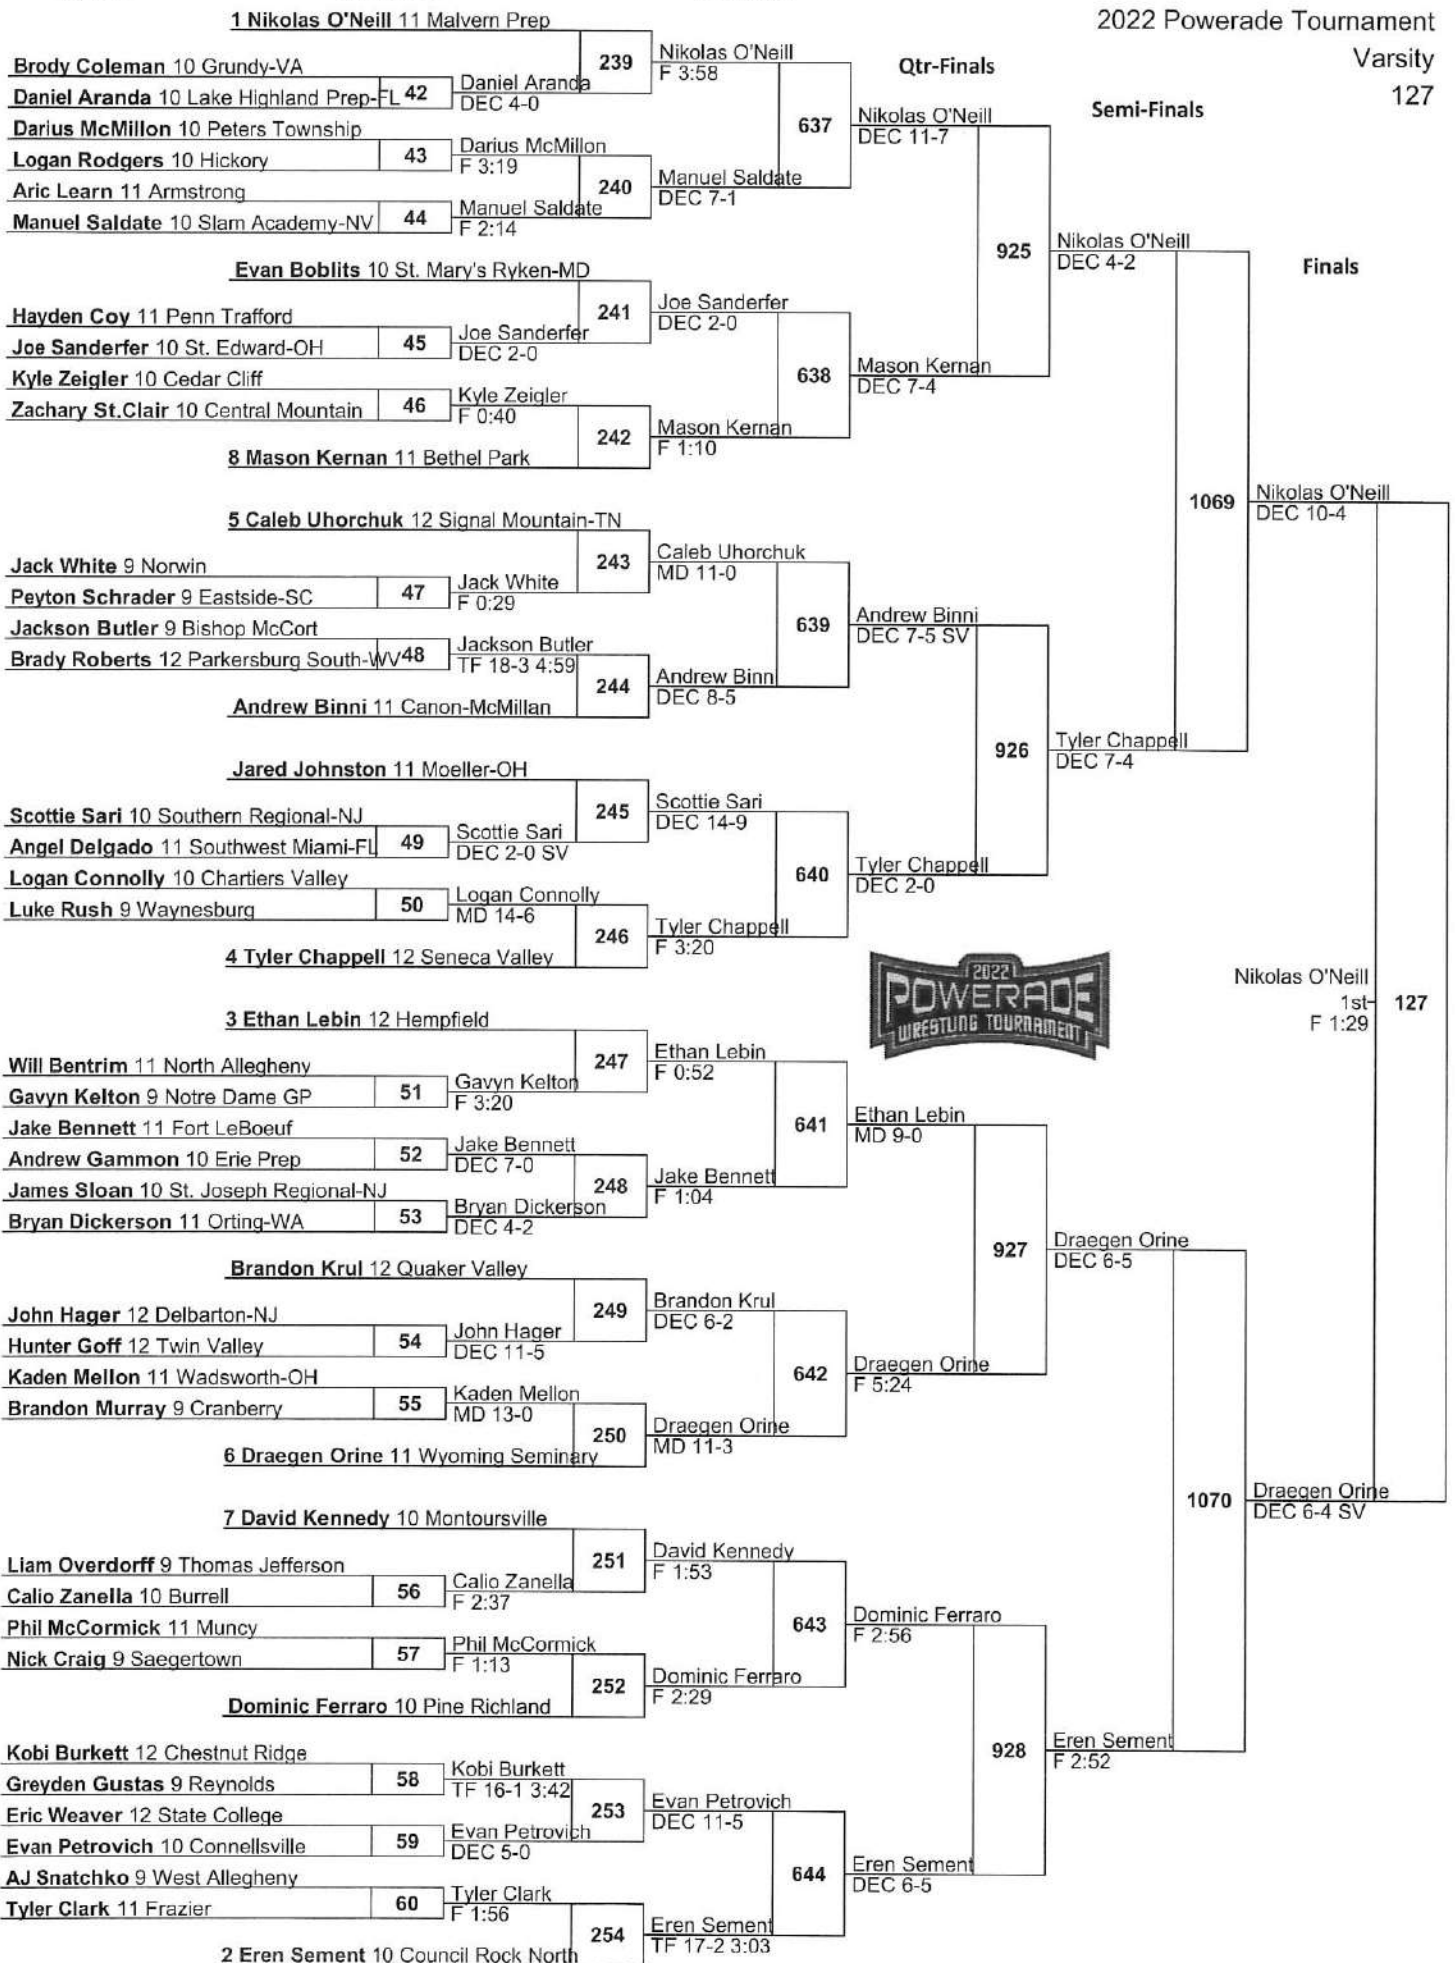 1 Nikolas O'Neill 11 Malvern Prep
2022 Powerade Tournament
Varsity
127
Qtr-Finals
Semi-Finals
Finals
Brody Coleman 10 Grundy-VA
Daniel Aranda 10 Lake Highland Prep-FL
42
Daniel Aranda
DEC 4-0
239
Nikolas O'Neill
F 3:58
Darius McMillon 10 Peters Township
Logan Rodgers 10 Hickory
43
Darius McMillon
F 3:19
Aric Learn 11 Armstrong
Manuel Saldate 10 Slam Academy-NV
44
Manuel Saldate
F 2:14
240
Manuel Saldate
DEC 7-1
637
Nikolas O'Neill
DEC 11-7
Evan Boblits 10 St. Mary's Ryken-MD
Hayden Coy 11 Penn Trafford
Joe Sanderfer 10 St. Edward-OH
45
Joe Sanderfer
DEC 2-0
241
Joe Sanderfer
DEC 2-0
Kyle Zeigler 10 Cedar Cliff
Zachary St.Clair 10 Central Mountain
46
Kyle Zeigler
F 0:40
8 Mason Kernan 11 Bethel Park
242
Mason Kernan
F 1:10
638
Mason Kernan
DEC 7-4
925
Nikolas O'Neill
DEC 4-2
5 Caleb Uhorchuk 12 Signal Mountain-TN
Jack White 9 Norwin
Peyton Schrader 9 Eastside-SC
47
Jack White
F 0:29
243
Caleb Uhorchuk
MD 11-0
Jackson Butler 9 Bishop McCort
Brady Roberts 12 Parkersburg South-WV
48
Jackson Butler
TF 18-3 4:59
Andrew Binni 11 Canon-McMillan
244
Andrew Binni
DEC 8-5
639
Andrew Binni
DEC 7-5 SV
Jared Johnston 11 Moeller-OH
Scottie Sari 10 Southern Regional-NJ
Angel Delgado 11 Southwest Miami-FL
49
Scottie Sari
DEC 2-0 SV
245
Scottie Sari
DEC 14-9
Logan Connolly 10 Chartiers Valley
Luke Rush 9 Waynesburg
50
Logan Connolly
MD 14-6
4 Tyler Chappell 12 Seneca Valley
246
Tyler Chappell
F 3:20
640
Tyler Chappell
DEC 2-0
926
Tyler Chappell
DEC 7-4
1069
Nikolas O'Neill
DEC 10-4
2022
POWERADE
WRESTLING TOURNAMENT
Nikolas O'Neill
1st
F 1:29
127
3 Ethan Lebin 12 Hempfield
Will Bentrim 11 North Allegheny
Gavyn Kelton 9 Notre Dame GP
51
Gavyn Kelton
F 3:20
247
Ethan Lebin
F 0:52
Jake Bennett 11 Fort LeBoeuf
Andrew Gammon 10 Erie Prep
52
Jake Bennett
DEC 7-0
James Sloan 10 St. Joseph Regional-NJ
Bryan Dickerson 11 Orting-WA
53
Bryan Dickerson
DEC 4-2
248
Jake Bennett
F 1:04
641
Ethan Lebin
MD 9-0
Brandon Krul 12 Quaker Valley
John Hager 12 Delbarton-NJ
Hunter Goff 12 Twin Valley
54
John Hager
DEC 11-5
249
Brandon Krul
DEC 6-2
Kaden Mellon 11 Wadsworth-OH
Brandon Murray 9 Cranberry
55
Kaden Mellon
MD 13-0
6 Draegen Orine 11 Wyoming Seminary
250
Draegen Orine
MD 11-3
642
Draegen Orine
F 5:24
927
Draegen Orine
DEC 6-5
7 David Kennedy 10 Montoursville
Liam Overdorff 9 Thomas Jefferson
Calio Zanella 10 Burrell
56
Calio Zanella
F 2:37
251
David Kennedy
F 1:53
Phil McCormick 11 Muncy
Nick Craig 9 Saegertown
57
Phil McCormick
F 1:13
Dominic Ferraro 10 Pine Richland
252
Dominic Ferraro
F 2:29
643
Dominic Ferraro
F 2:56
Kobi Burkett 12 Chestnut Ridge
Greyden Gustas 9 Reynolds
58
Kobi Burkett
TF 16-1 3:42
Eric Weaver 12 State College
Evan Petrovich 10 Connellsville
59
Evan Petrovich
DEC 5-0
253
Evan Petrovich
DEC 11-5
AJ Snatchko 9 West Allegheny
Tyler Clark 11 Frazier
60
Tyler Clark
F 1:56
2 Eren Sement 10 Council Rock North
254
Eren Sement
TF 17-2 3:03
644
Eren Sement
DEC 6-5
928
Eren Sement
F 2:52
1070
Draegen Orine
DEC 6-4 SV